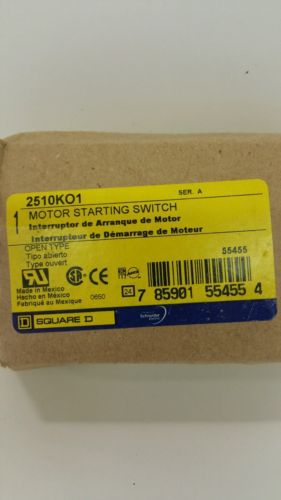 2510KO1
SER. A
1
MOTOR STARTING SWITCH
Interruptor de Arranque de Motor
Interrupteur de Démarrage de Moteur
OPEN TYPE
Tipo abierto
Type ouvert
55455
Made in Mexico
Hecho en México
Fabriqué au Mexique
0650
24
7 85901 55455 4
SQUARE D
Schneider